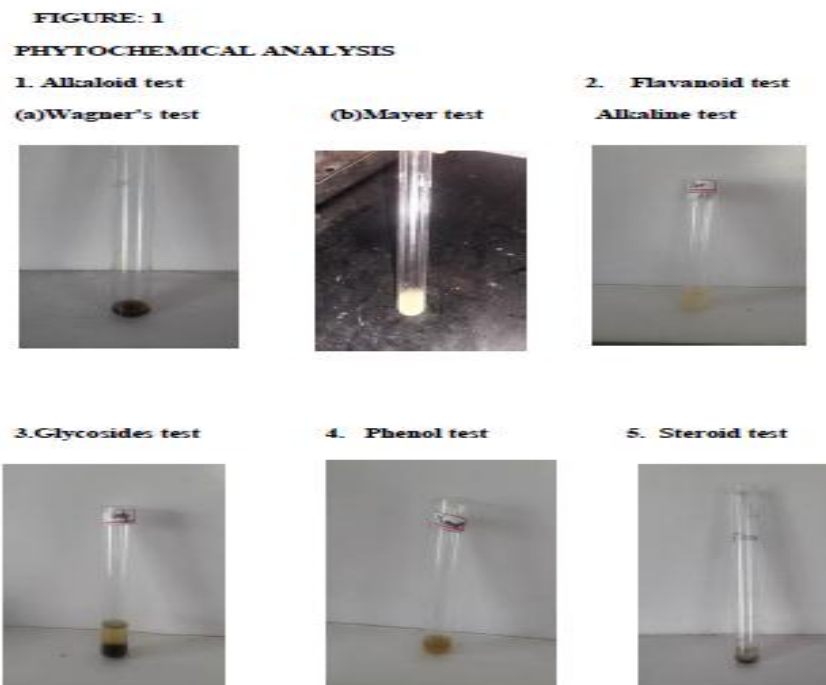 FIGURE: 1
PHYTOCHEMICAL ANALYSIS
1. Alkaloid test
2. Flavanoid test
(a)Wagner's test
(b)Mayer test
Alkaline test
3.Glycosides test
4. Phenol test
5. Steroid test